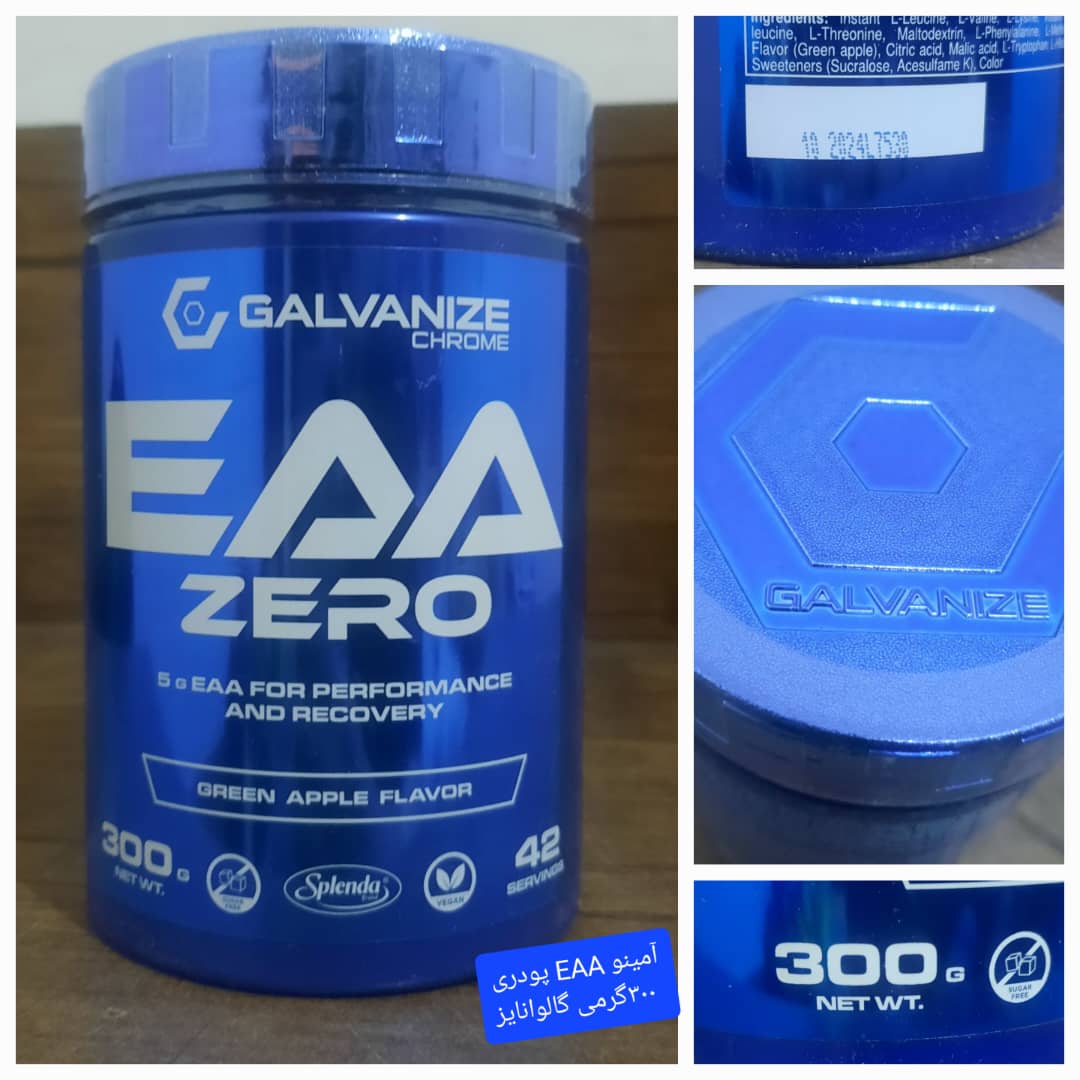 GALVANIZE
CHROME
EAA
ZERO
5 G EAA FOR PERFORMANCE
AND RECOVERY
GREEN APPLE FLAVOR
300 G
NET WT.
SUGAR
FREE
Splenda®
VEGAN
42
SERVINGS
آمینو EAA پودری
۳۰۰گرمی گالوانایز
Ingredients: Instant L-Leucine, L-Valine, L-Lysine,
leucine, L-Threonine, Maltodextrin, L-Phenylalanine,
Flavor (Green apple), Citric acid, Malic acid, L-Tryptophan,
Sweeteners (Sucralose, Acesulfame K), Color
10 2024L7530
GALVANIZE
300 G
NET WT.
SUGAR
FREE